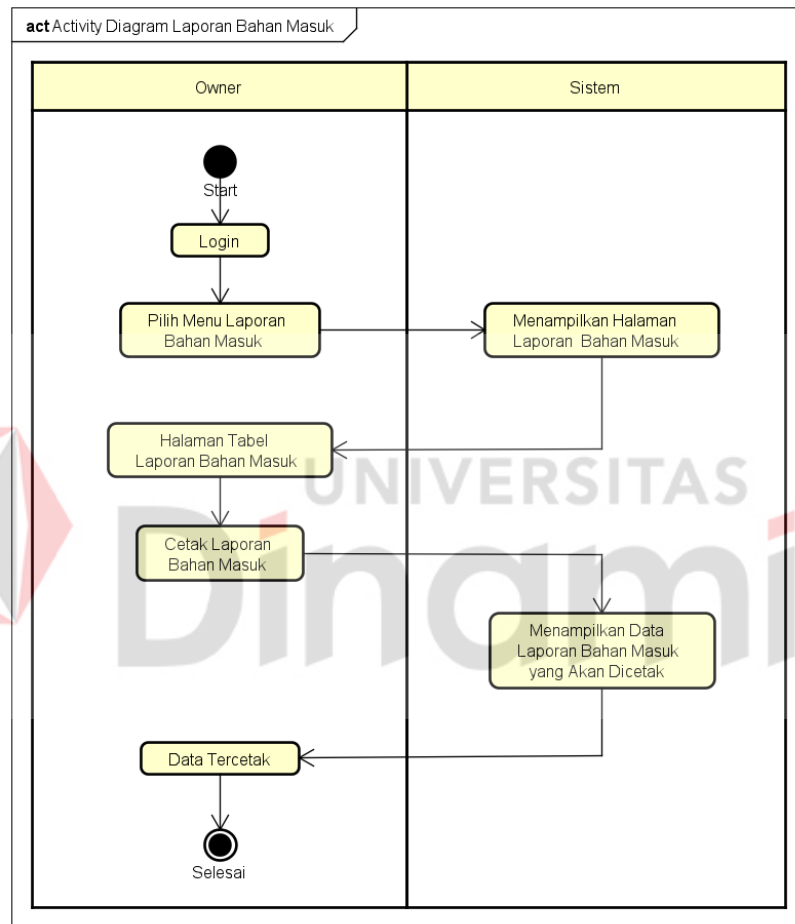 act Activity Diagram Laporan Bahan Masuk
Owner
Sistem
Start
Login
Pilih Menu Laporan
Bahan Masuk
Menampilkan Halaman
Laporan Bahan Masuk
Halaman Tabel
Laporan Bahan Masuk
UNIVERSITAS
Dinami
Cetak Laporan
Bahan Masuk
Menampilkan Data
Laporan Bahan Masuk
yang Akan Dicetak
Data Tercetak
Selesai